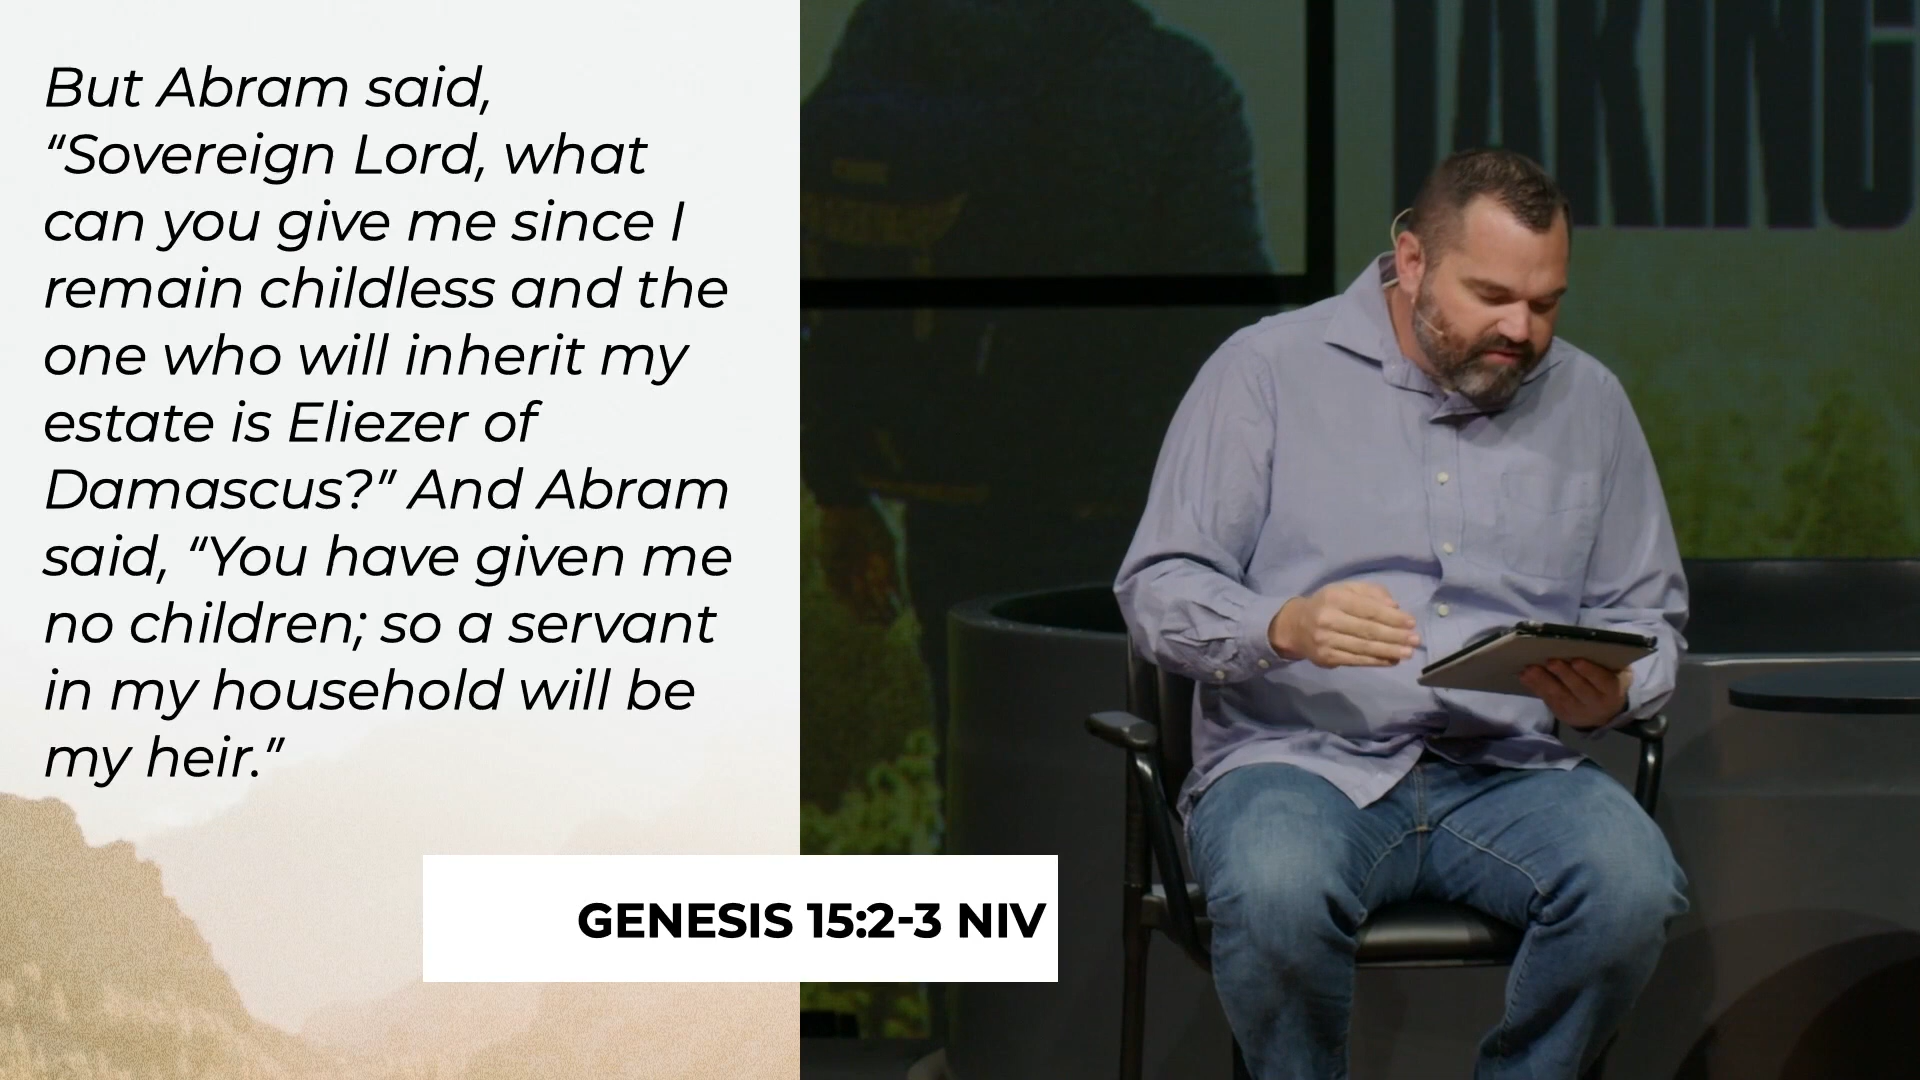 But Abram said,
“Sovereign Lord, what
can you give me since I
remain childless and the
one who will inherit my
estate is Eliezer of
Damascus?” And Abram
said, “You have given me
no children; so a servant
in my household will be
my heir.”
GENESIS 15:2-3 NIV